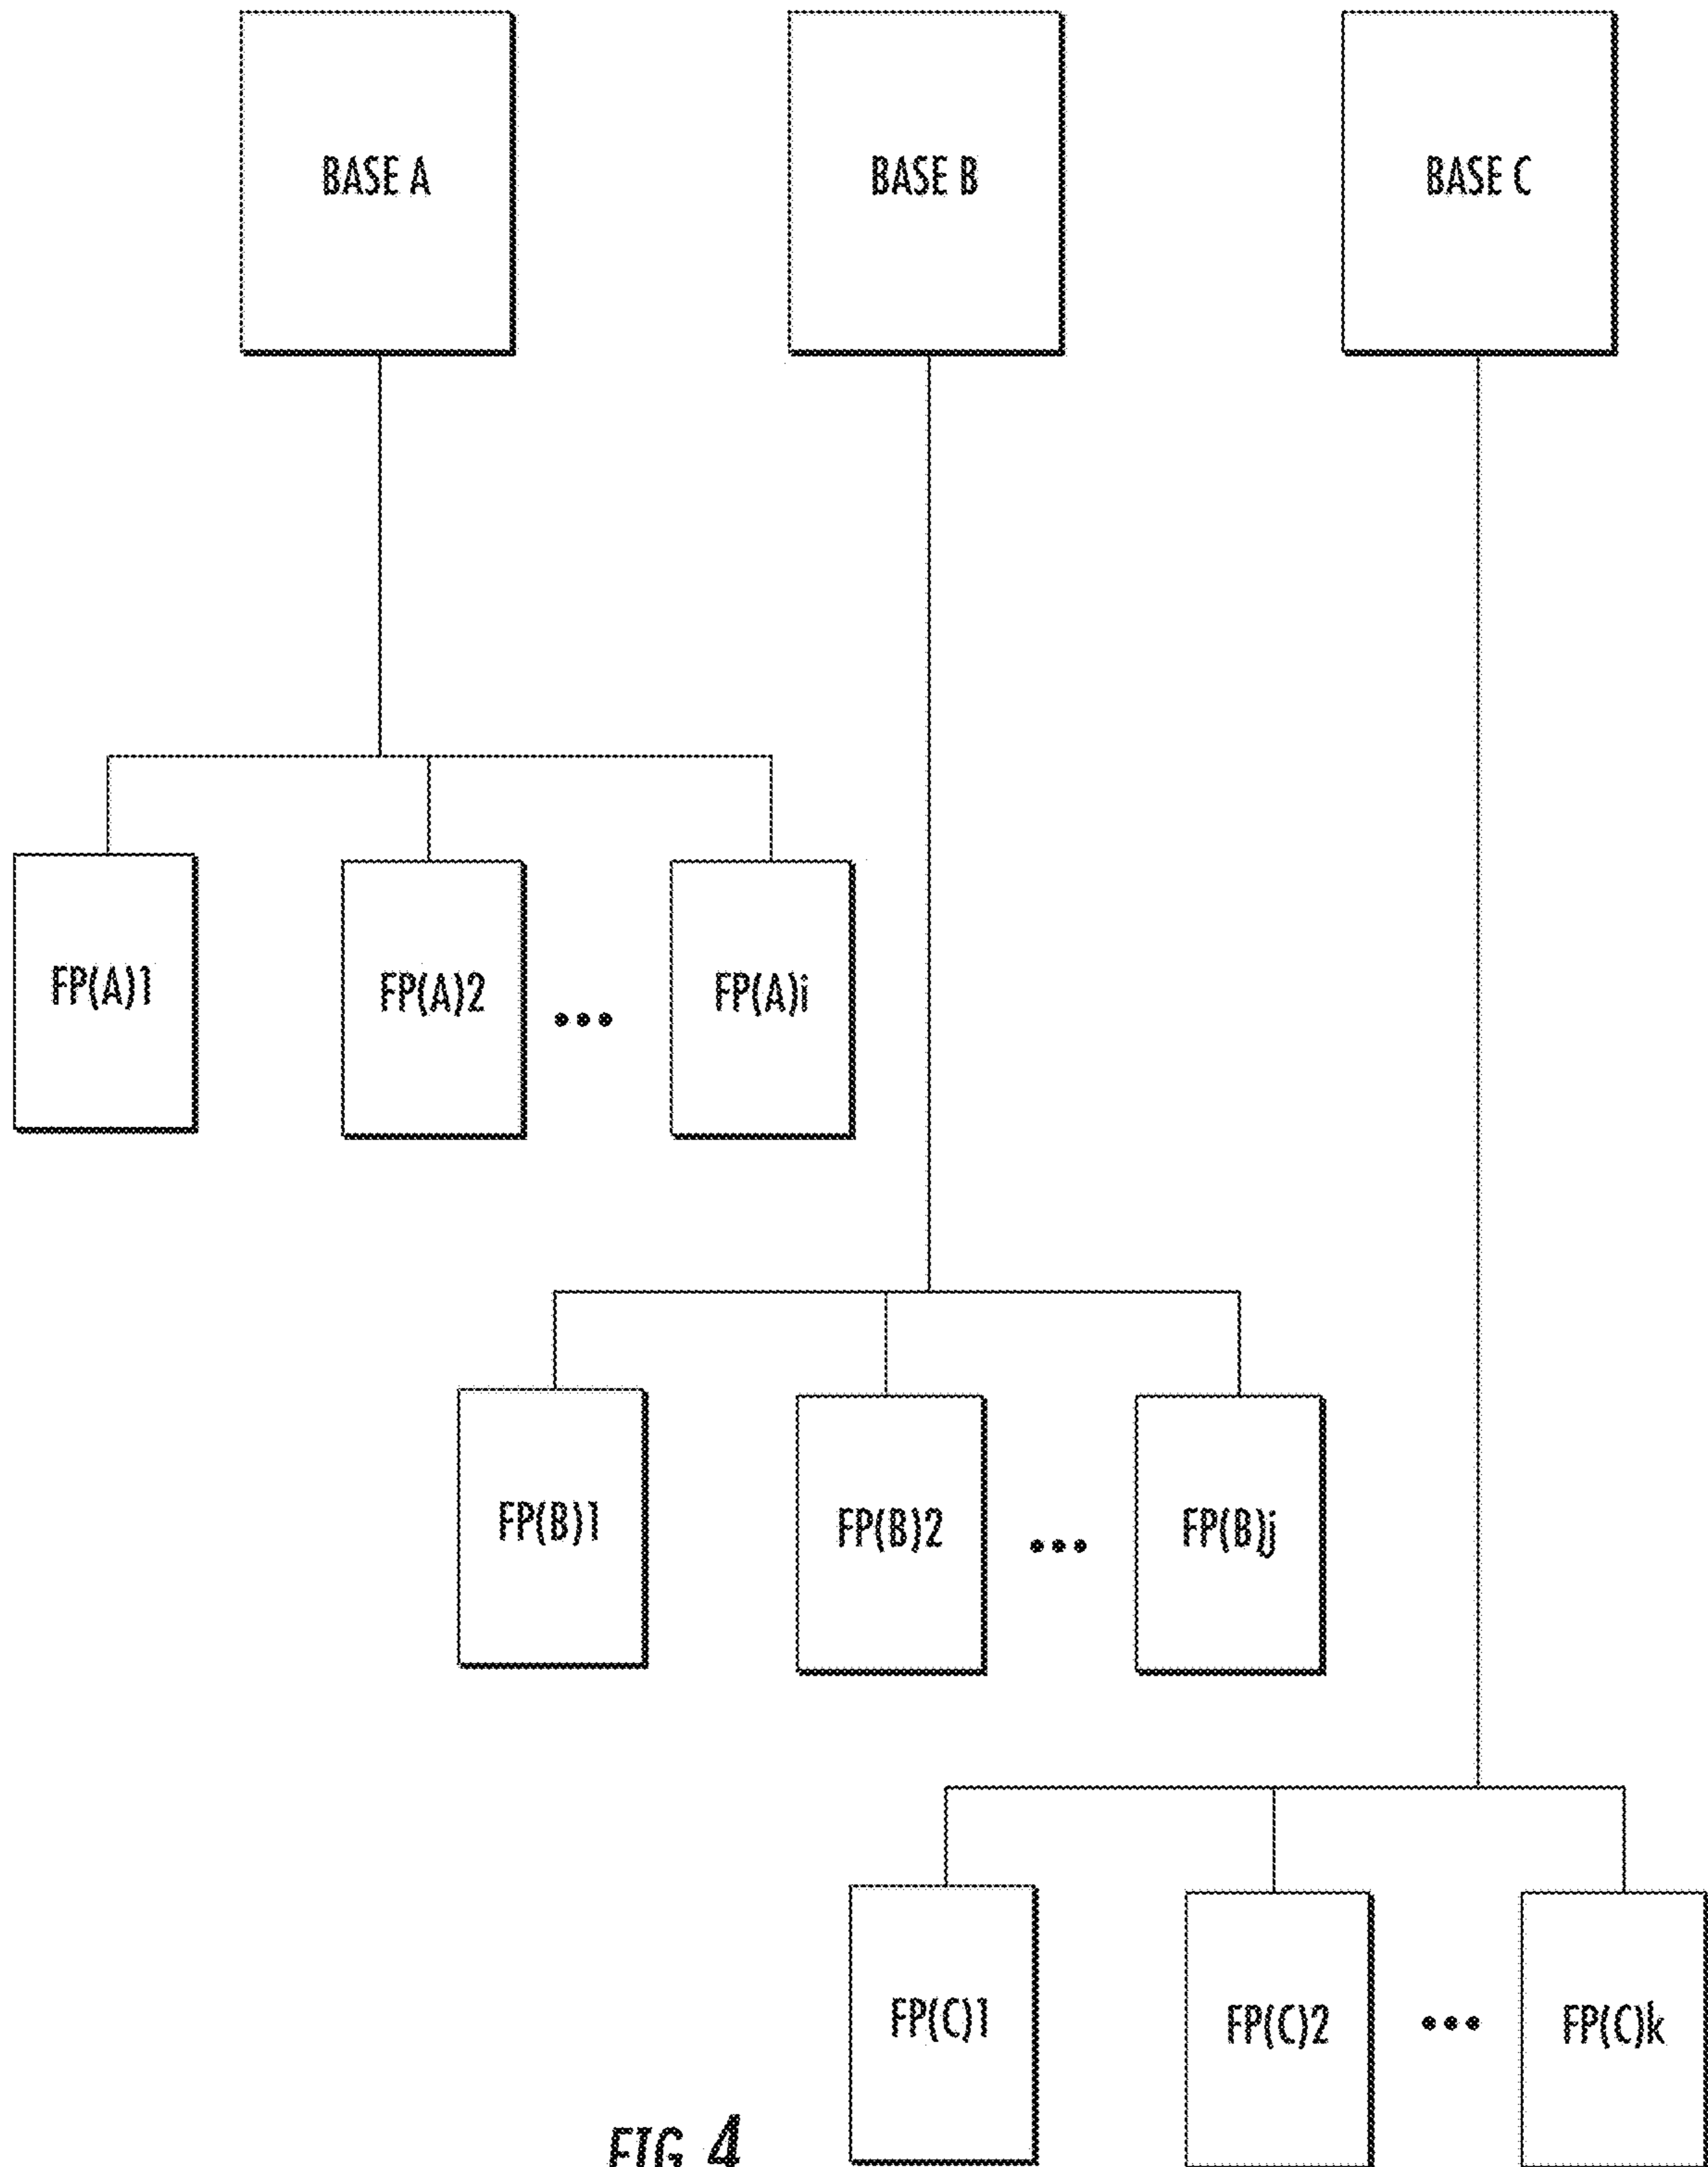 BASE A
BASE B
BASE C
FP(A)1
FP(A)2
•••
FP(A)i
FP(B)1
FP(B)2
•••
FP(B)j
FP(C)1
FP(C)2
•••
FP(C)k
FIG. 4